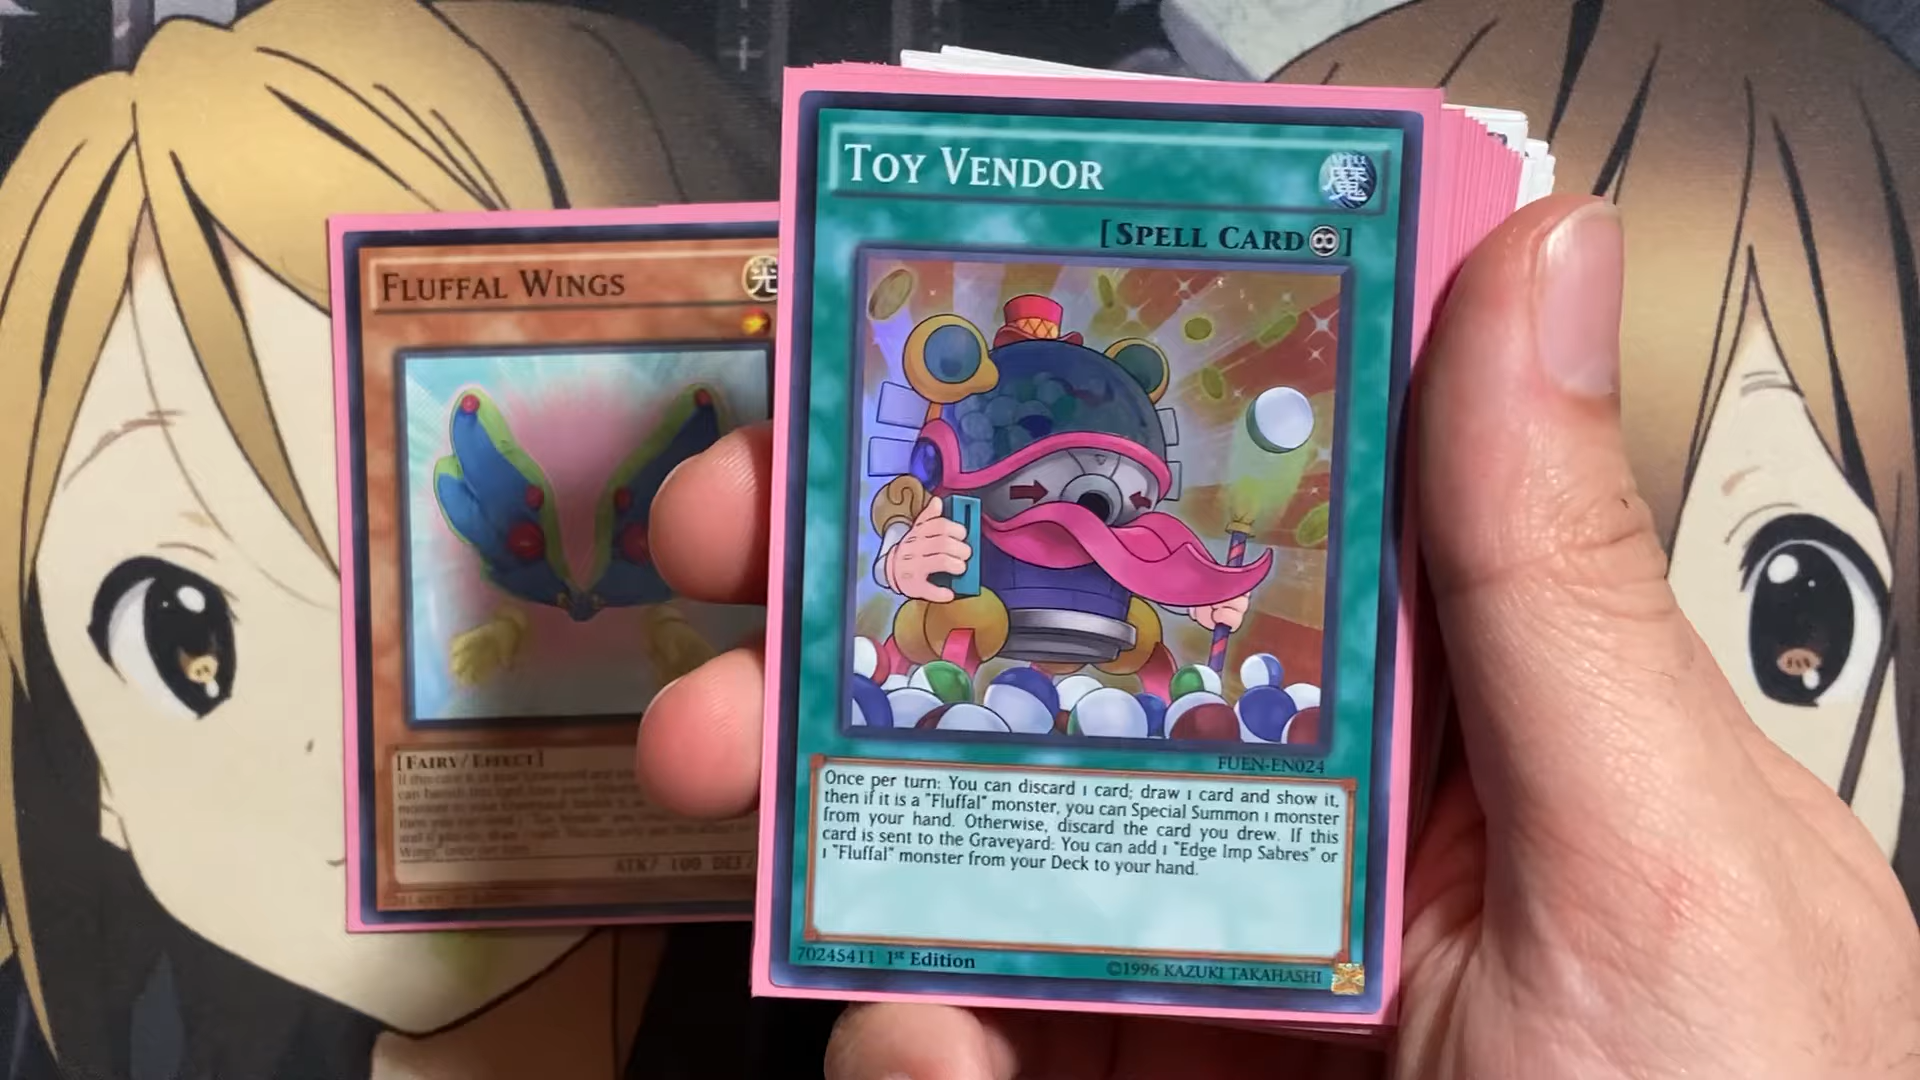 TOY VENDOR
魔
[SPELL CARD]
FUEN-EN024
Once per turn: You can discard 1 card; draw 1 card and show it,
then if it is a "Fluffal" monster, you can Special Summon 1 monster
from your hand. Otherwise, discard the card you drew. If this
card is sent to the Graveyard: You can add 1 "Edge Imp Sabres" or
1 "Fluffal" monster from your Deck to your hand.
70245411 1st Edition
©1996 KAZUKI TAKAHASHI
FLUFFAL WINGS
光
[FAIRY/EFFECT]
ATK/ 100 DEF/